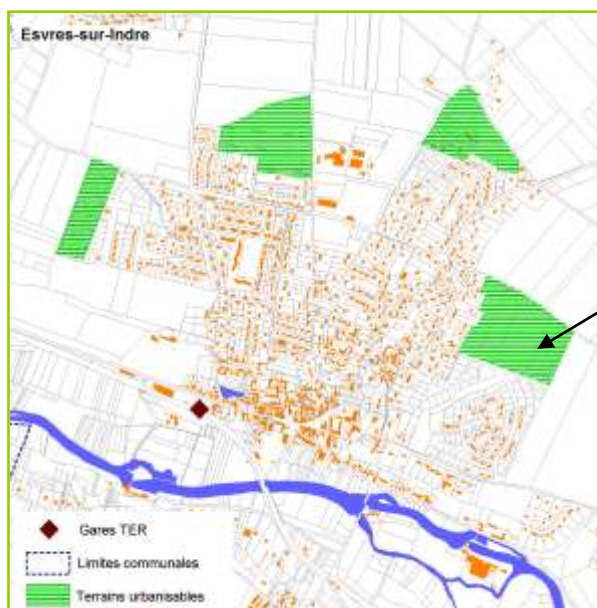 Esvres-sur-Indre
Gares TER
Limites communales
Terrains urbanisables